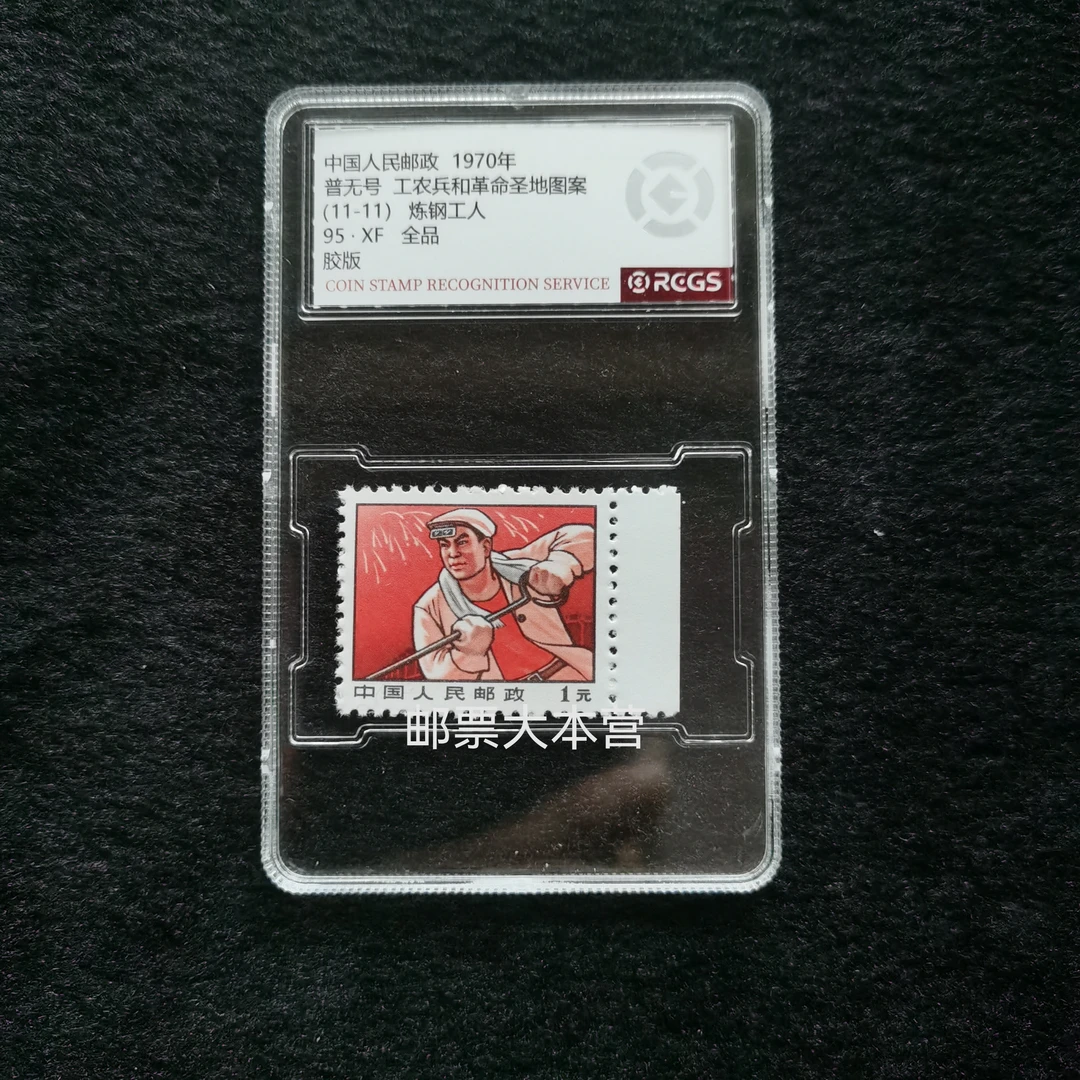 中国人民邮政 1970年
普无号 工农兵和革命圣地图案
(11-11) 炼钢工人
95·XF 全品
胶版
COIN STAMP RECOGNITION SERVICE RCGS
中国人民邮政 1元
邮票大本营